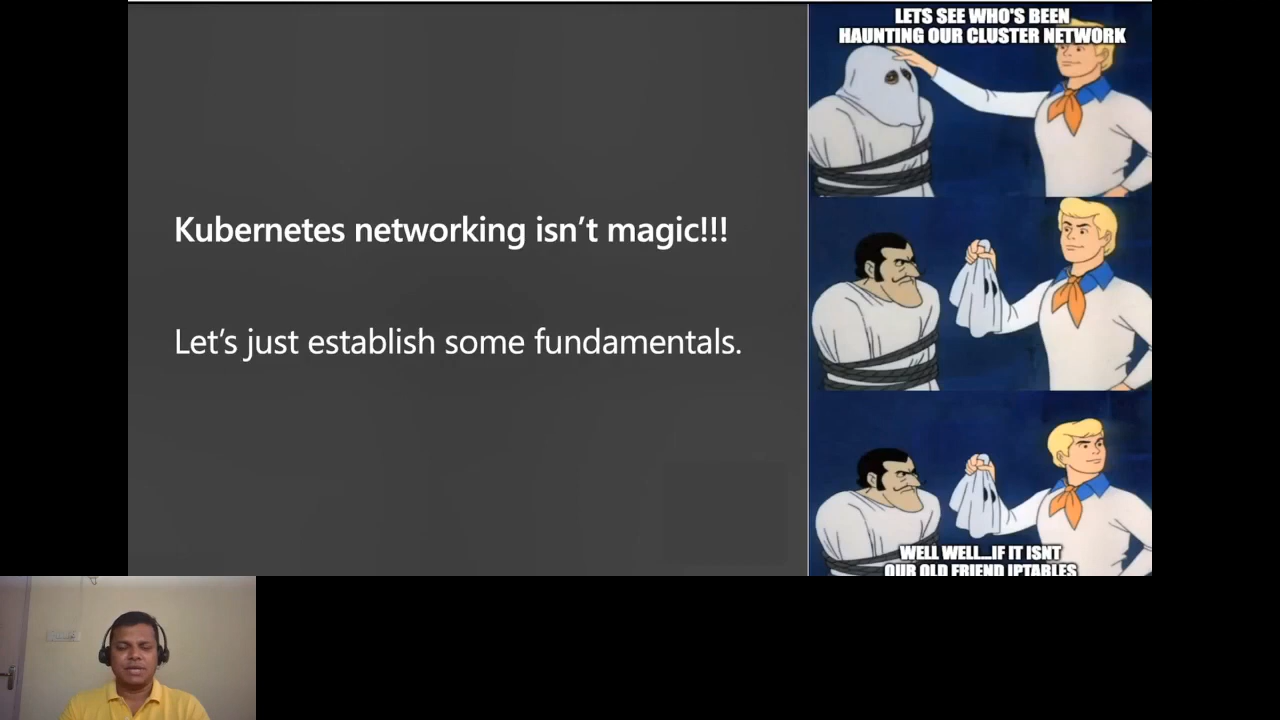 Kubernetes networking isn’t magic!!!
Let’s just establish some fundamentals.
LETS SEE WHO'S BEEN
HAUNTING OUR CLUSTER NETWORK
WELL WELL...IF IT ISNT
OUR OLD FRIEND IPTABLES